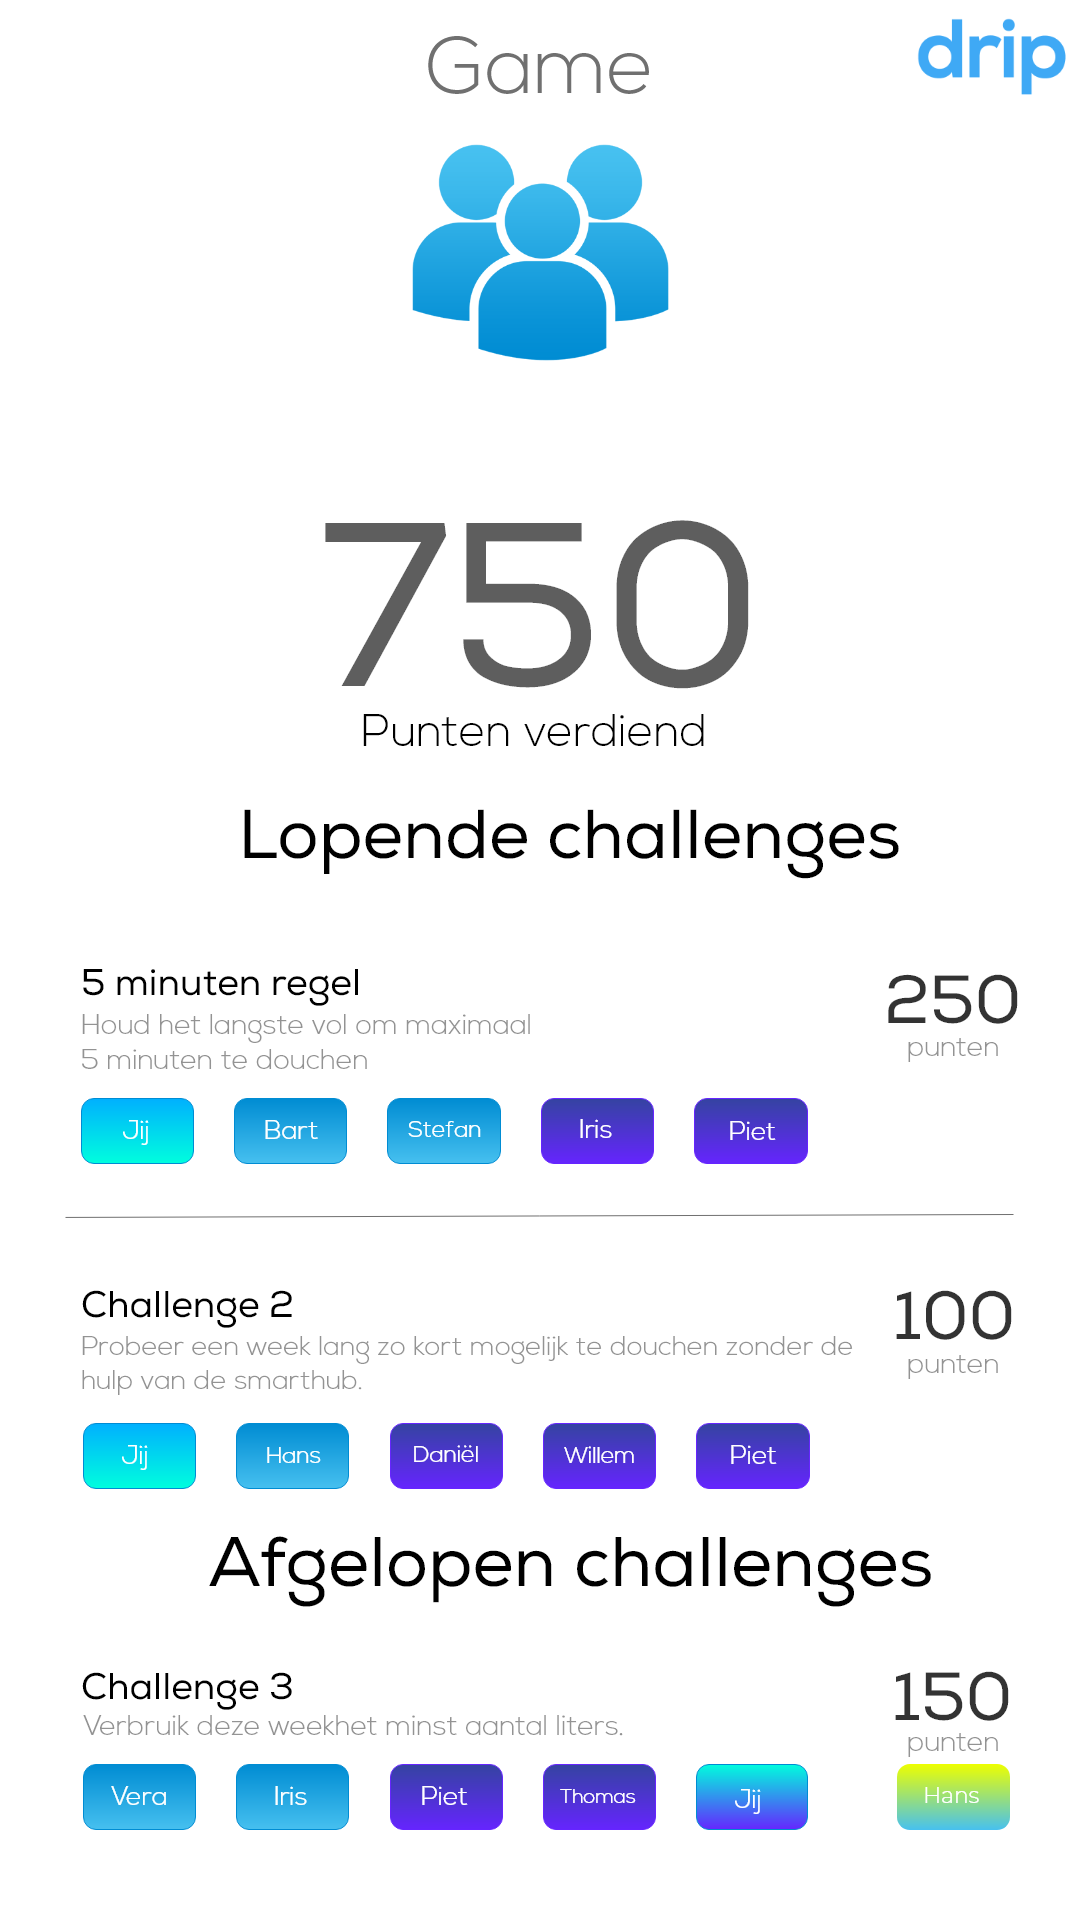 Game
drip
750
Punten verdiend
Lopende challenges
5 minuten regel
250
Houd het langste vol om maximaal
5 minuten te douchen
punten
Jij
Bart
Stefan
Iris
Piet
Challenge 2
100
Probeer een week lang zo kort mogelijk te douchen zonder de
hulp van de smarthub.
punten
Jij
Hans
Daniël
Willem
Piet
Afgelopen challenges
Challenge 3
150
Verbruik deze weekhet minst aantal liters.
punten
Vera
Iris
Piet
Thomas
Jij
Hans